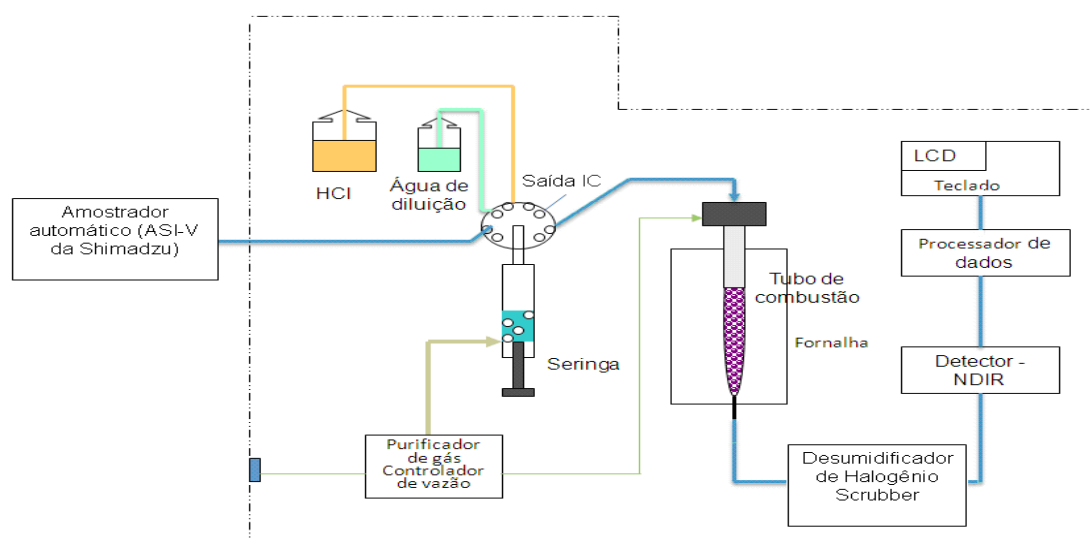 HCl
Água de
diluição
Saída IC
LCD
Teclado
Amostrador
automático (ASI-V
da Shimadzu)
Processador de
dados
Tubo de
combustão
Fornalha
Detector -
NDIR
Seringa
Purificador
de gás
Controlador
de vazão
Desumidificador
de Halogênio
Scrubber